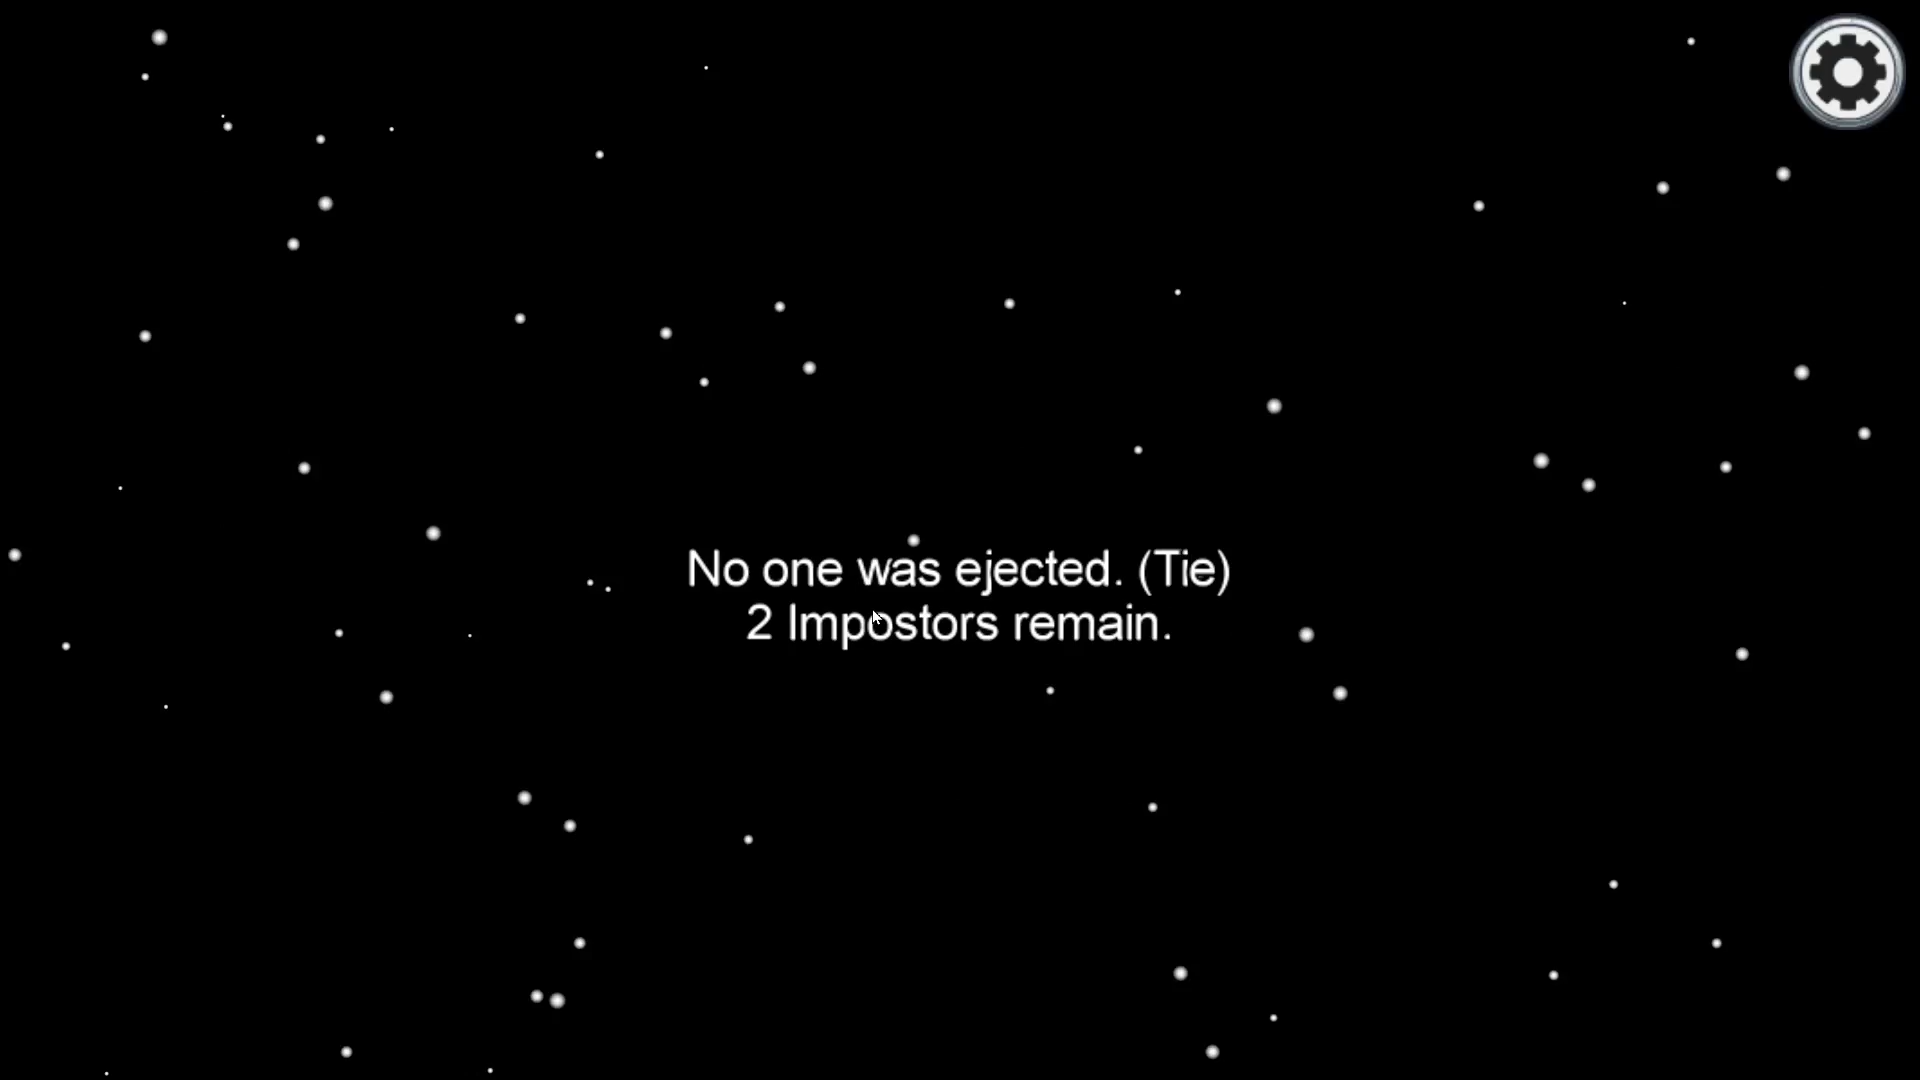 No one was ejected. (Tie)
2 Impostors remain.